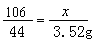 106/44 = x/3.52g